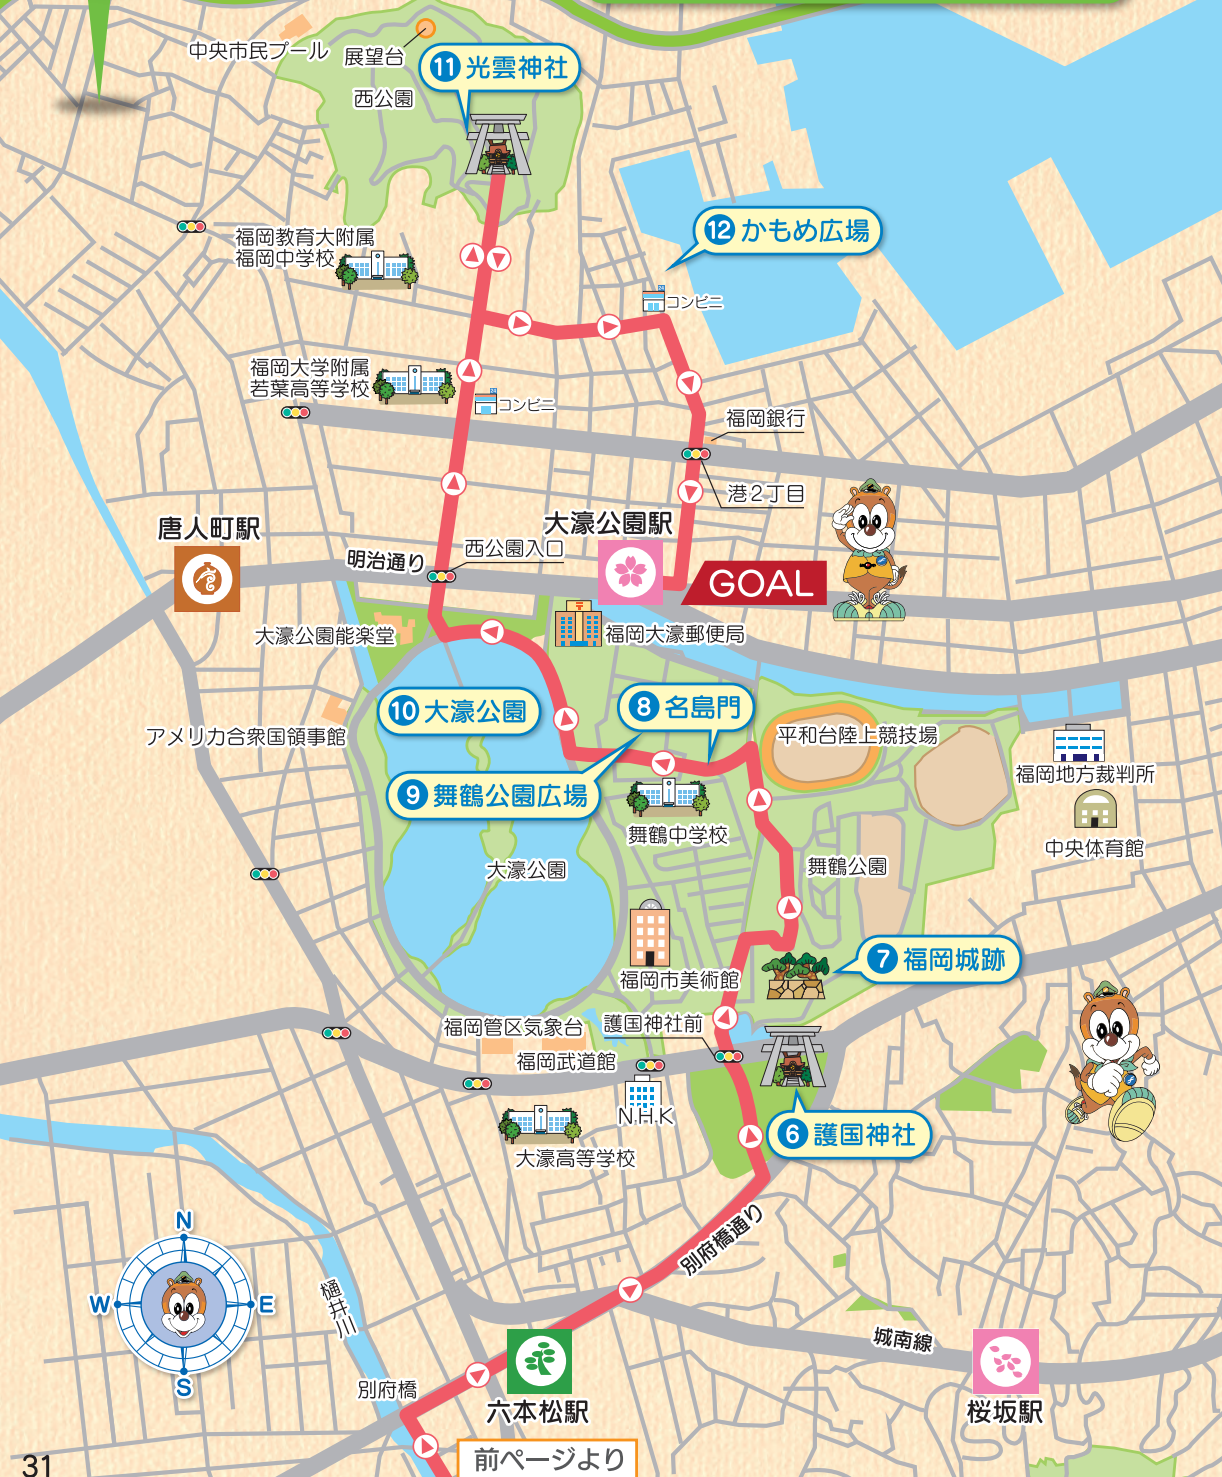 中央市民プール
展望台
⑪光雲神社
西公園
⑫かもめ広場
福岡教育大附属
福岡中学校
コンビニ
福岡大学附属
若葉高等学校
コンビニ
福岡銀行
港2丁目
唐人町駅
大濠公園駅
明治通り
西公園入口
GOAL
大濠公園能楽堂
福岡大濠郵便局
⑩大濠公園
⑧名島門
アメリカ合衆国領事館
平和台陸上競技場
福岡地方裁判所
⑨舞鶴公園広場
舞鶴中学校
中央体育館
大濠公園
舞鶴公園
⑦福岡城跡
福岡市美術館
福岡管区気象台
護国神社前
福岡武道館
NHK
⑥護国神社
大濠高等学校
別府橋通り
N
W
E
S
樋井川
城南線
別府橋
六本松駅
桜坂駅
前ページより
31